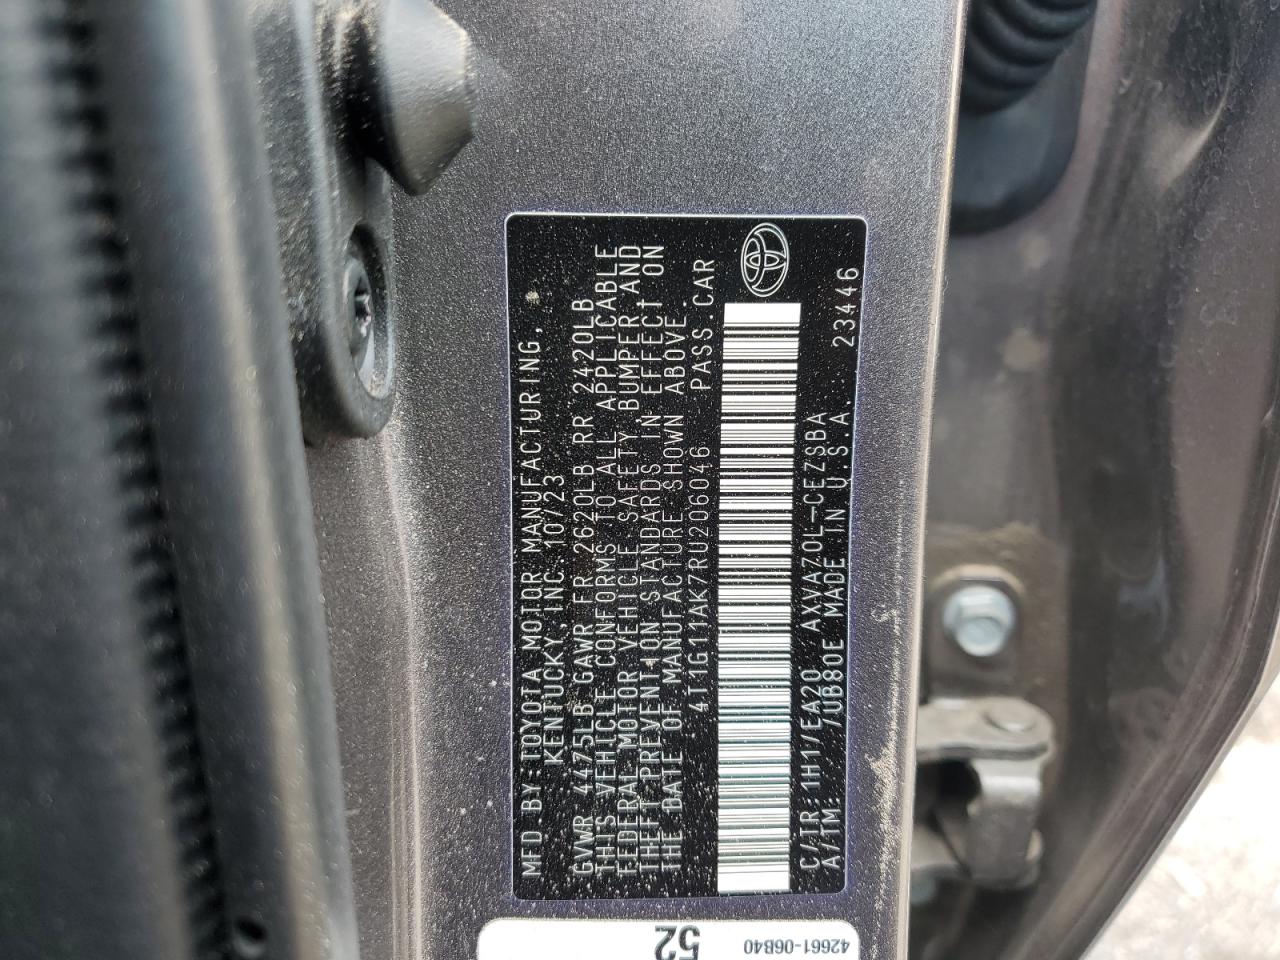 MFD BY:TOYOTA MOTOR MANUFACTURING,
KENTUCKY, INC. 10/23
GVWR 4475LB GAWR FR 2620LB RR 2420LB
THIS VEHICLE CONFORMS TO ALL APPLICABLE
FEDERAL MOTOR VEHICLE SAFETY, BUMPER, AND
THEFT PREVENTION STANDARDS IN EFFECT ON
THE DATE OF MANUFACTURE SHOWN ABOVE.
4T1G11AK7RU206046 PASS.CAR
C/TR: 1H1/EA20 AXVA70L-CEZSBA
A/TM: /UB80E MADE IN U.S.A. 23446
52
42661-06B40